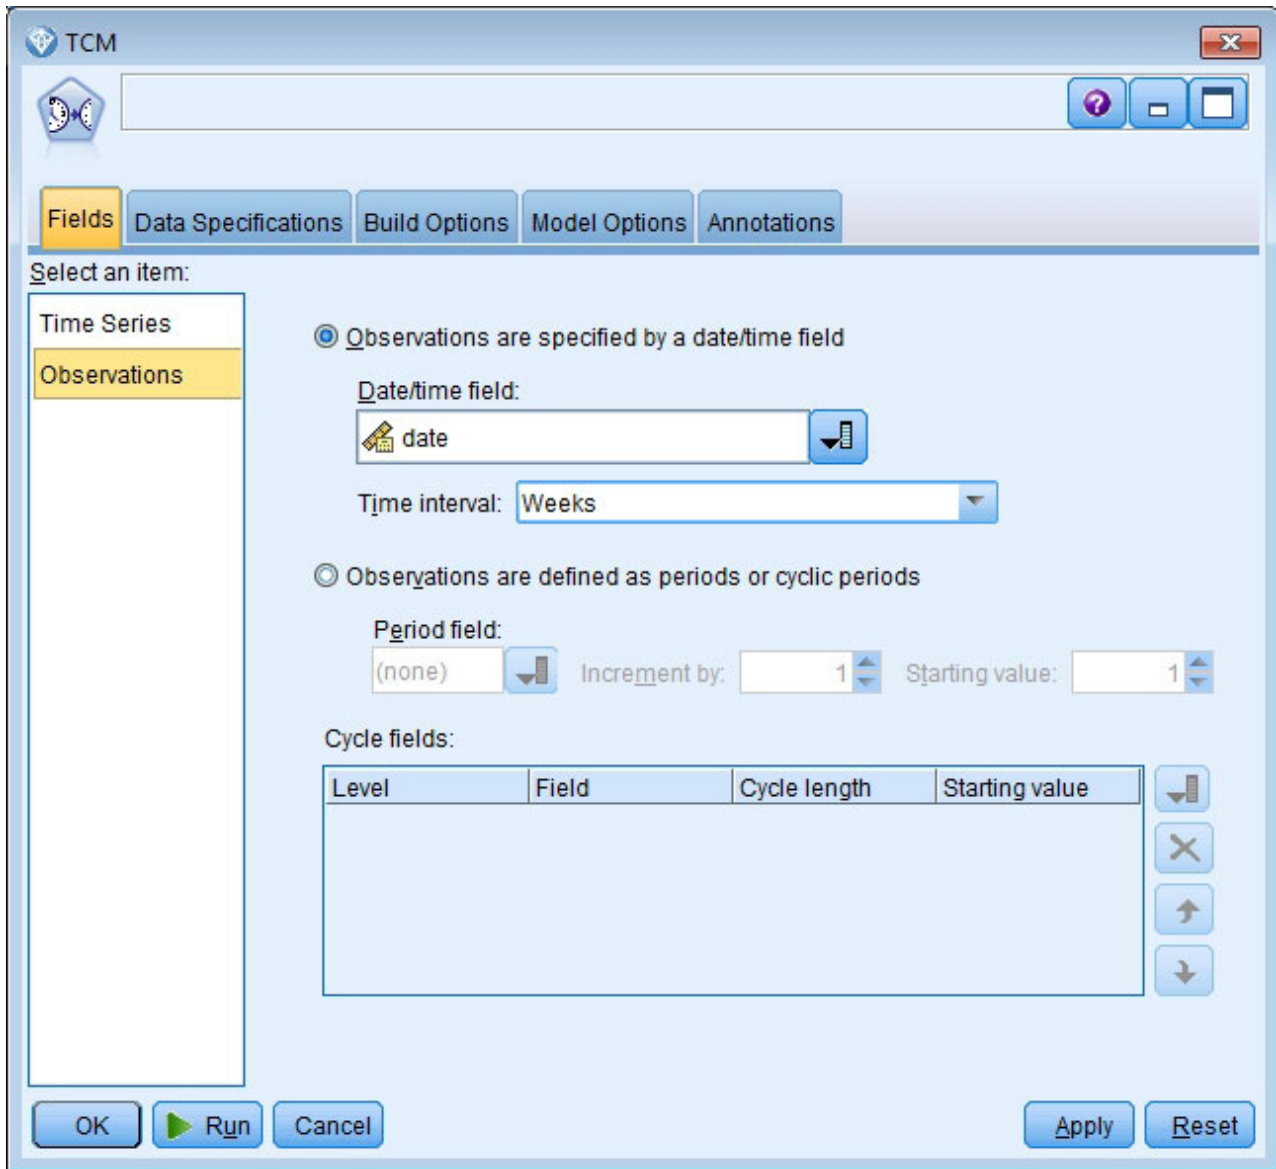 TCM
Fields Data Specifications Build Options Model Options Annotations
Select an item:
Time Series
Observations
Observations are specified by a date/time field
Date/time field:
date
Time interval: Weeks
Observations are defined as periods or cyclic periods
Period field:
(none) Increment by: 1 Starting value: 1
Cycle fields:
Level Field Cycle length Starting value
OK Run Cancel Apply Reset